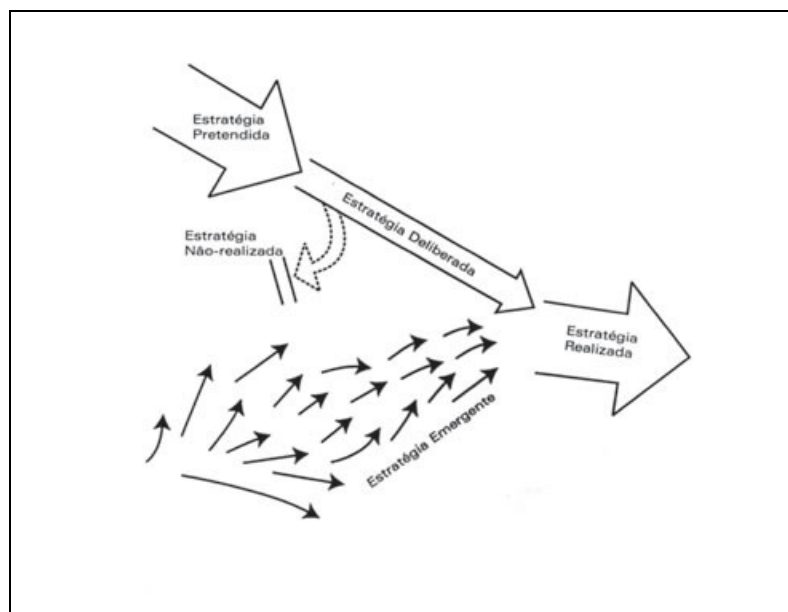 Estratégia
Pretendida
Estratégia Deliberada
Estratégia
Não-realizada
Estratégia
Realizada
Estratégia Emergente